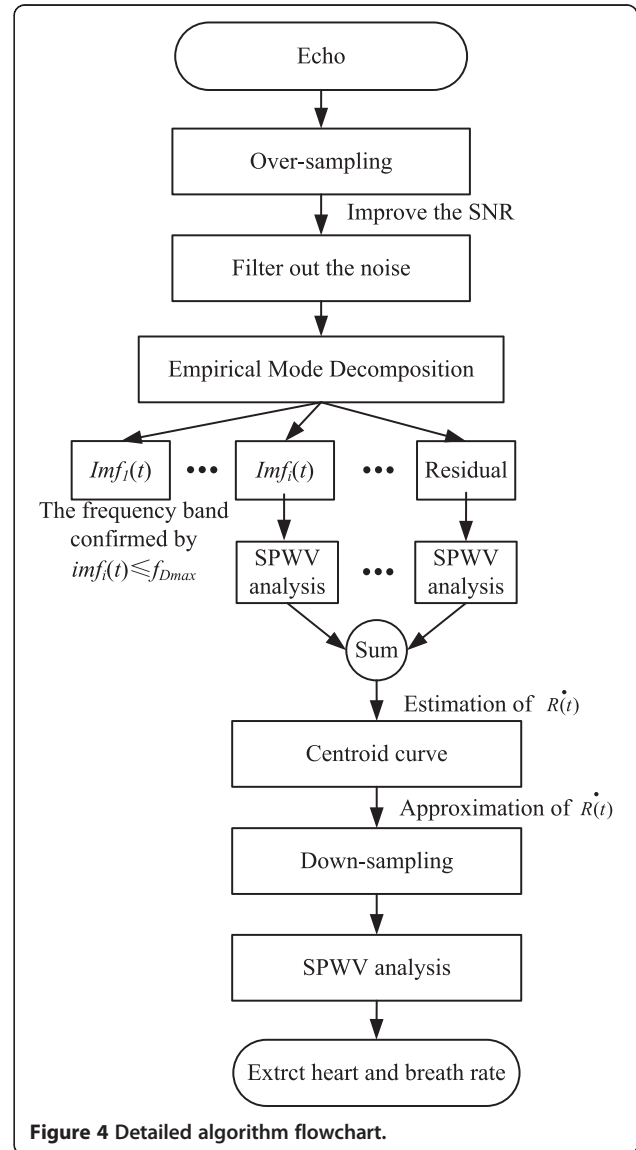 Echo
Over-sampling
Improve the SNR
Filter out the noise
Empirical Mode Decomposition
Imf₁(t) ••• Imfᵢ(t) ••• Residual
The frequency band
confirmed by
imfᵢ(t)≤f_Dmax
SPWV
analysis
•••
SPWV
analysis
Sum
Estimation of Ṙ(t)
Centroid curve
Approximation of Ṙ(t)
Down-sampling
SPWV analysis
Extrct heart and breath rate
Figure 4 Detailed algorithm flowchart.